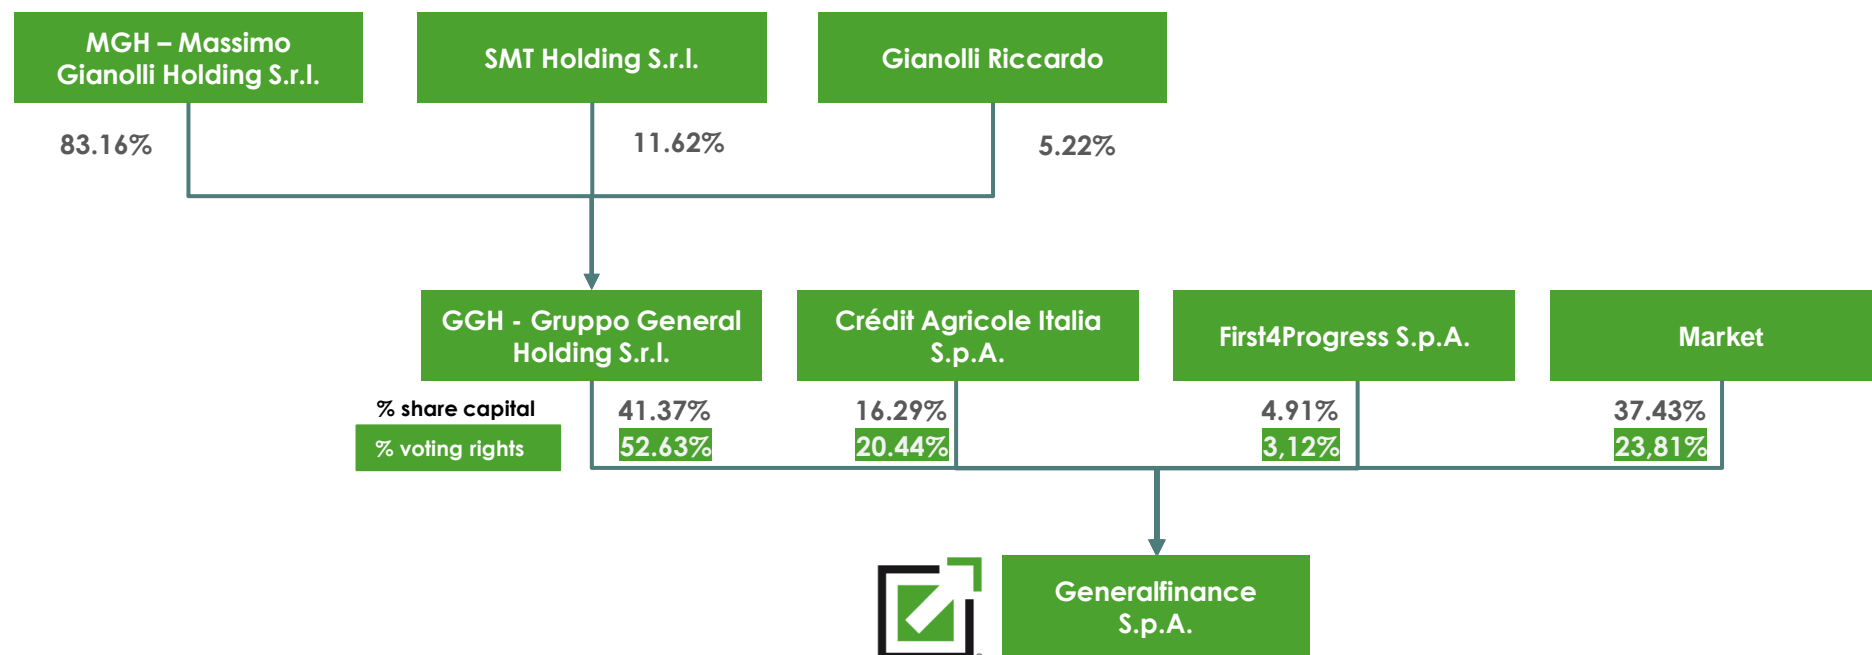 MGH – Massimo
Gianolli Holding S.r.l.
SMT Holding S.r.l.
Gianolli Riccardo
83.16%
11.62%
5.22%
GGH - Gruppo General
Holding S.r.l.
Crédit Agricole Italia
S.p.A.
First4Progress S.p.A.
Market
% share capital
41.37%
16.29%
4.91%
37.43%
% voting rights
52.63%
20.44%
3,12%
23,81%
Generalfinance
S.p.A.